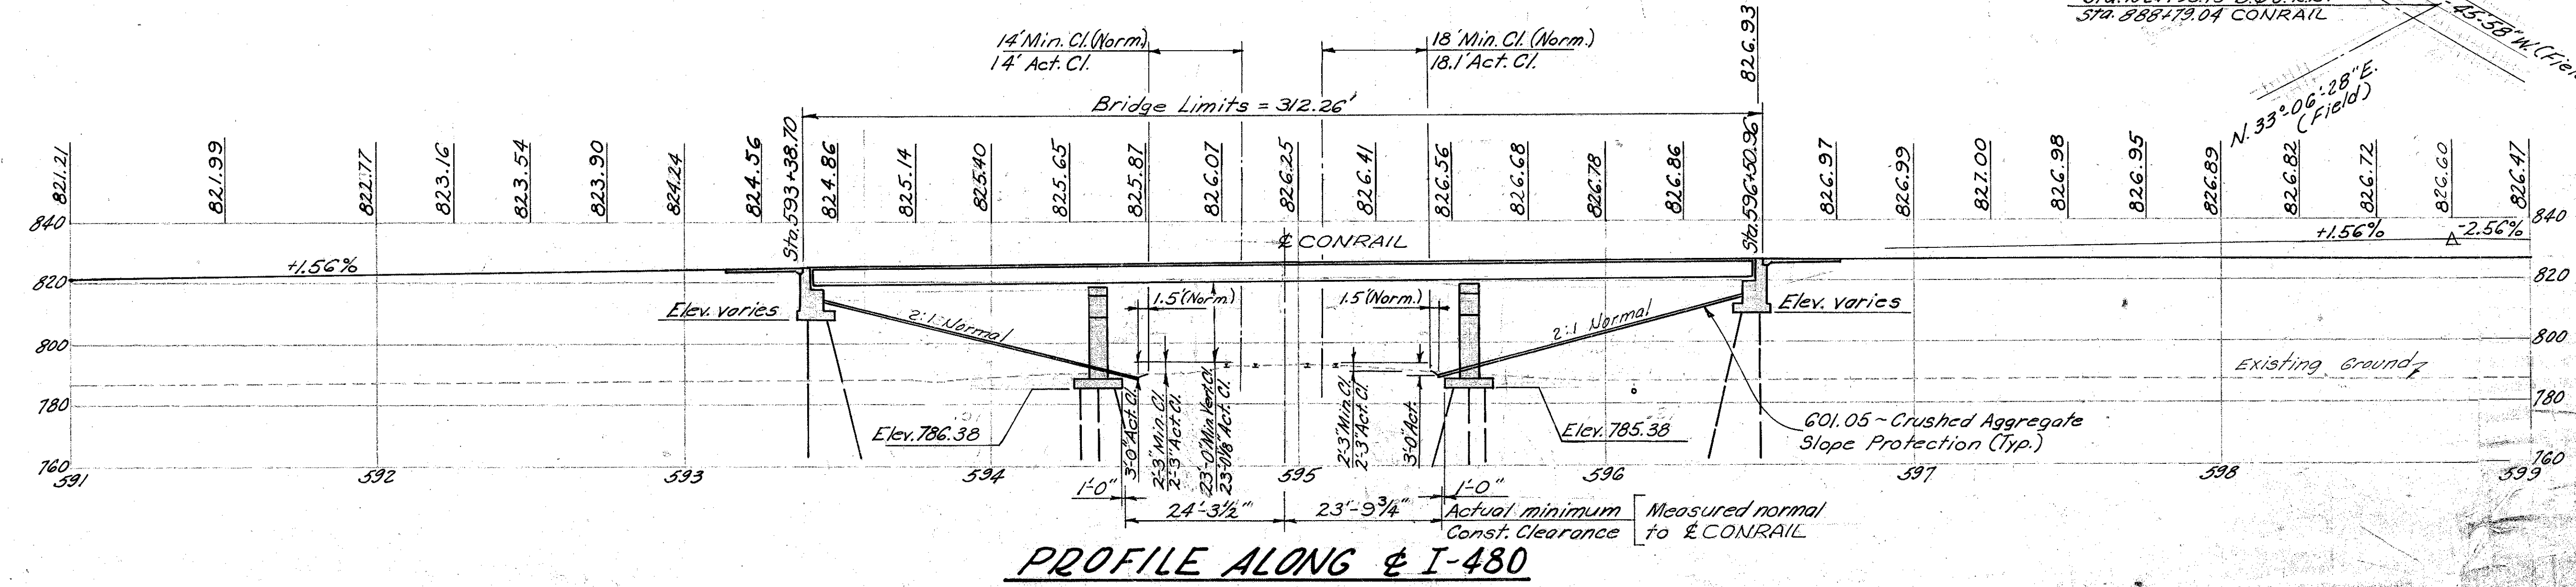 Sta. 888+79.04 CONRAIL
45-58" W. (Fiel
N. 33°-06'-28" E.
(Field)
14' Min. Cl. (Norm.)
14' Act. Cl.
18' Min. Cl. (Norm.)
18.1' Act. Cl.
826.93
Bridge Limits = 312.26'
821.21
821.99
822.77
823.16
823.54
823.90
824.24
824.56
Sta. 593+38.70
824.86
825.14
825.40
825.65
825.87
826.07
826.25
826.41
826.56
826.68
826.78
826.86
Sta. 596+50.96
826.97
826.99
827.00
826.98
826.95
826.89
826.82
826.72
826.60
826.47
840
840
℄ CONRAIL
+1.56%
+1.56%
-2.56%
820
820
1.5' (Norm.)
1.5' (Norm.)
Elev. varies
Elev. varies
2:1 Normal
2:1 Normal
800
800
Existing Ground
780
780
Elev. 786.38
3'-0" Act. Cl.
2'-3" Min. Cl.
2'-3" Act. Cl.
23'-0" Min. Vert. Cl.
23'-0⅛" Act. Cl.
2'-3" Min. Cl.
2'-3" Act. Cl.
3'-0" Act.
Elev. 785.38
601.05 ~ Crushed Aggregate
Slope Protection (Typ.)
760
760
591
592
593
594
595
596
597
598
599
1'-0"
1'-0"
24'-3½"
23'-9¾"
Actual minimum
Const. Clearance
Measured normal
to ℄ CONRAIL
PROFILE ALONG ℄ I-480